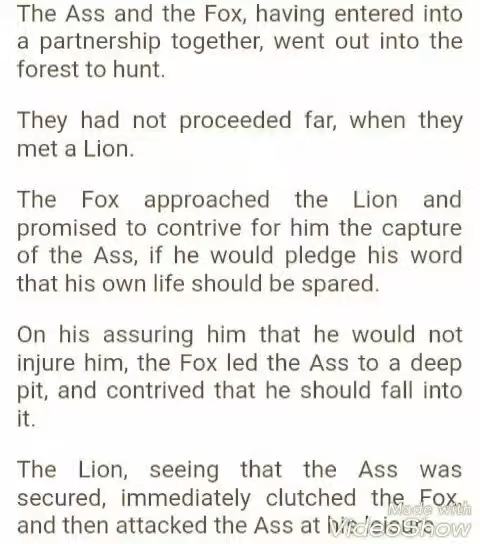 The Ass and the Fox, having entered into
a partnership together, went out into the
forest to hunt.
They had not proceeded far, when they
met a Lion.
The Fox approached the Lion and
promised to contrive for him the capture
of the Ass, if he would pledge his word
that his own life should be spared.
On his assuring him that he would not
injure him, the Fox led the Ass to a deep
pit, and contrived that he should fall into
it.
The Lion, seeing that the Ass was
secured, immediately clutched the Fox,
and then attacked the Ass at his leisure
Made with
VideoShow